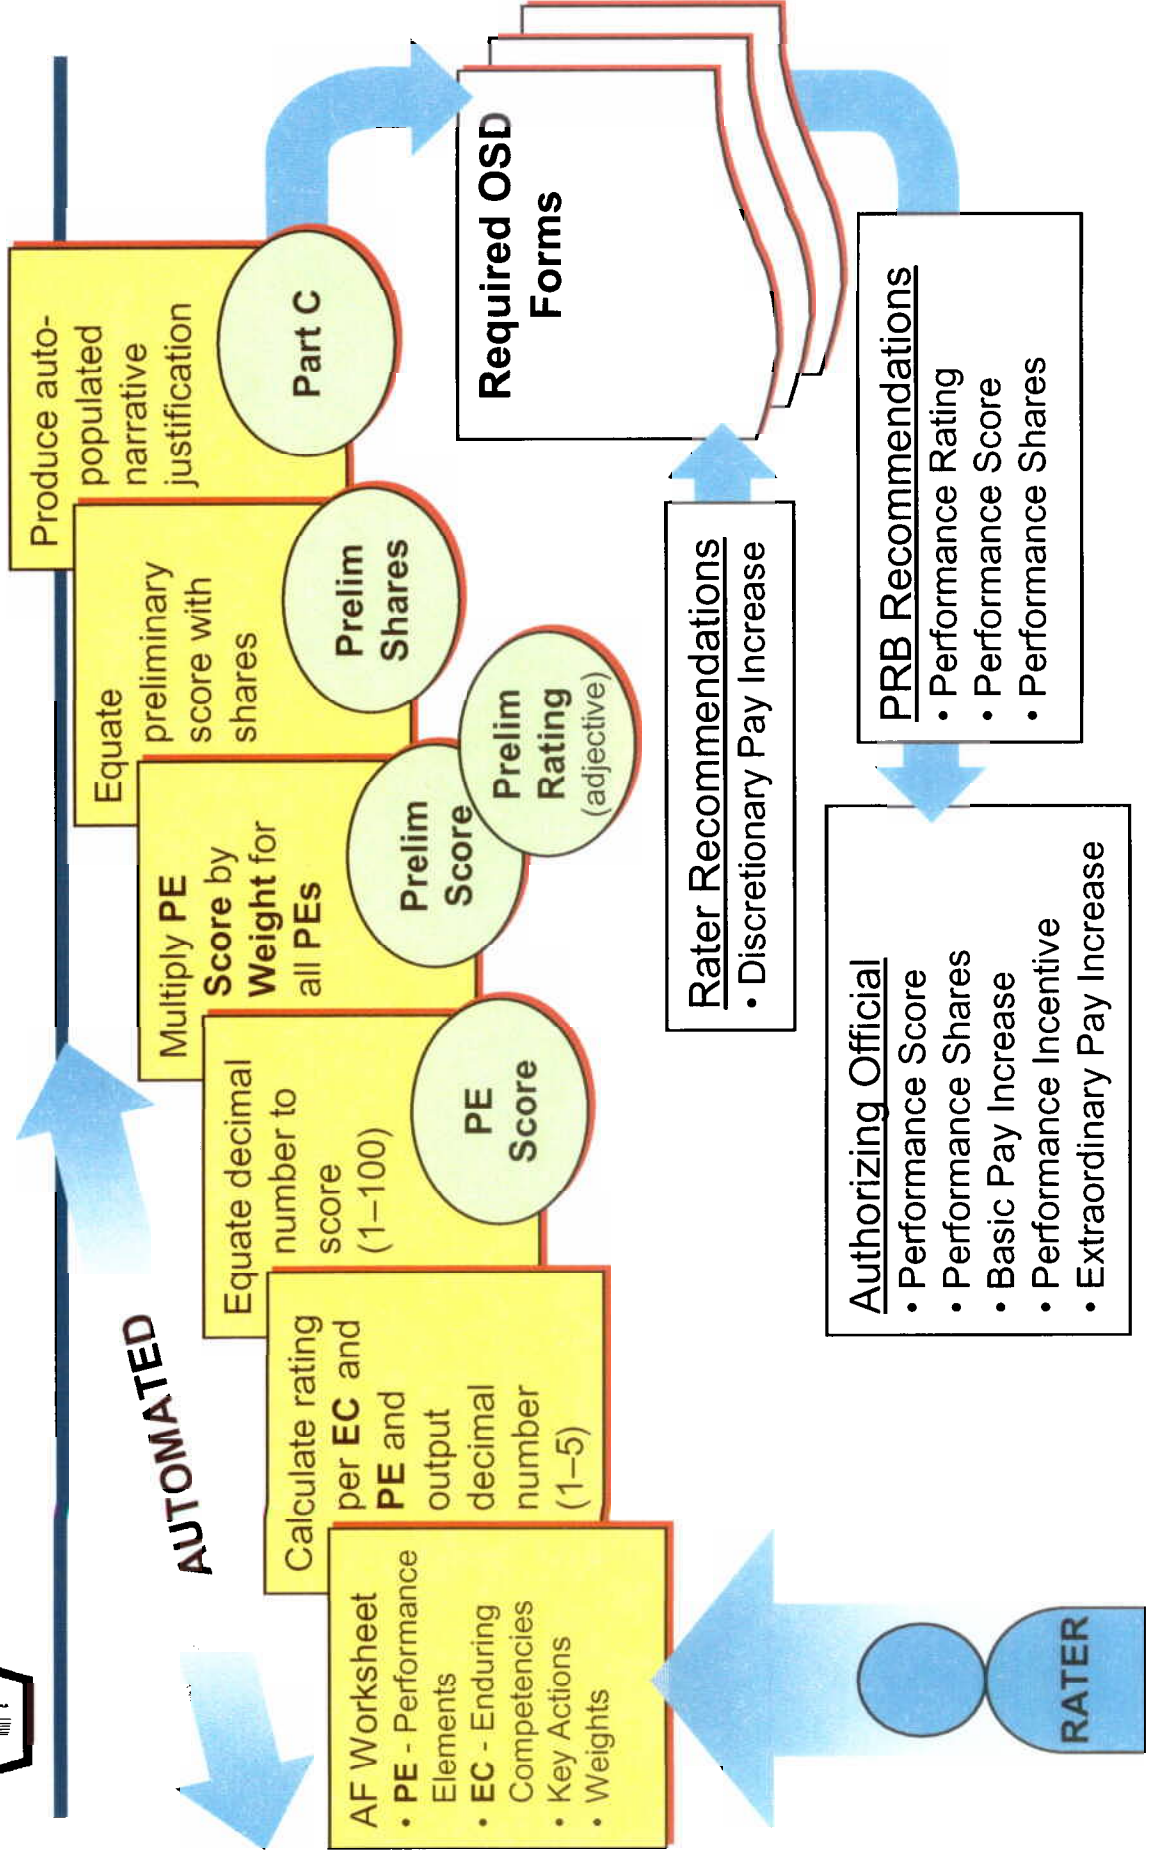 AUTOMATED
AF Worksheet
• PE - Performance
Elements
• EC - Enduring
Competencies
• Key Actions
• Weights
Calculate rating
per EC and
PE and
output
decimal
number
(1–5)
Equate decimal
number to
score
(1–100)
PE
Score
Multiply PE
Score by
Weight for
all PEs
Prelim
Score
Prelim
Rating
(adjective)
Equate
preliminary
score with
shares
Prelim
Shares
Produce auto-
populated
narrative
justification
Part C
Required OSD
Forms
RATER
Rater Recommendations
• Discretionary Pay Increase
Authorizing Official
• Performance Score
• Performance Shares
• Basic Pay Increase
• Performance Incentive
• Extraordinary Pay Increase
PRB Recommendations
• Performance Rating
• Performance Score
• Performance Shares